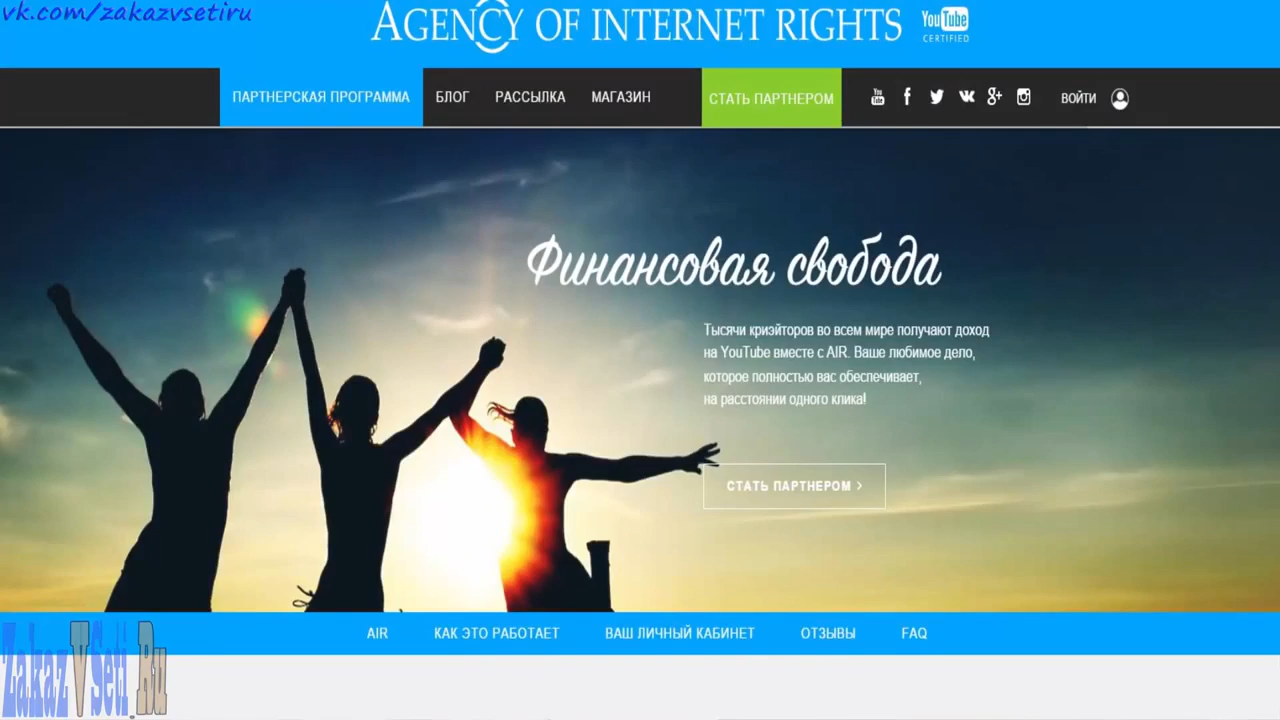 vk.com/zakazvsetiru
AGENCY OF INTERNET RIGHTS
YouTube
CERTIFIED
ПАРТНЕРСКАЯ ПРОГРАММА
БЛОГ
РАССЫЛКА
МАГАЗИН
СТАТЬ ПАРТНЕРОМ
You Tube
ВОЙТИ
Финансовая свобода
Тысячи криэйторов во всем мире получают доход
на YouTube вместе с AIR. Ваше любимое дело,
которое полностью вас обеспечивает,
на расстоянии одного клика!
СТАТЬ ПАРТНЕРОМ >
AIR
КАК ЭТО РАБОТАЕТ
ВАШ ЛИЧНЫЙ КАБИНЕТ
ОТЗЫВЫ
FAQ
ZakazVSeti.Ru